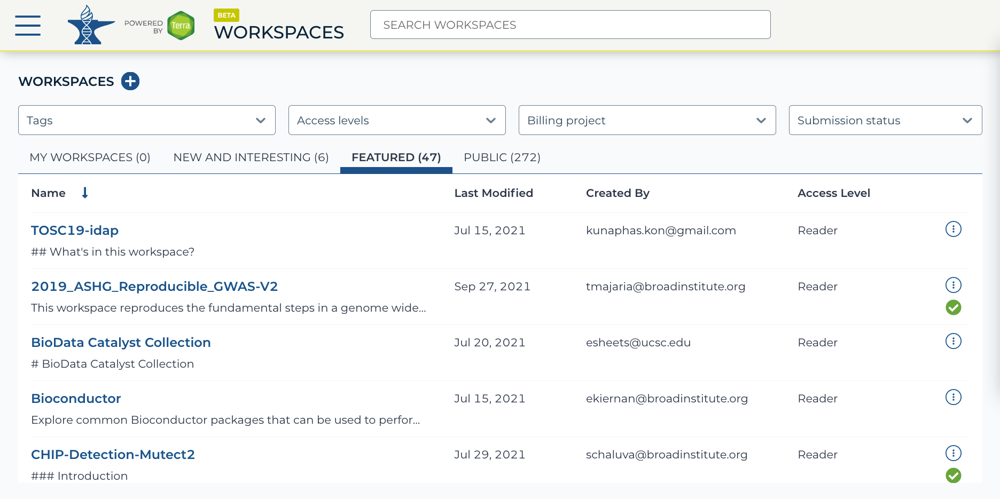 POWERED
BY
Terra
BETA
WORKSPACES
SEARCH WORKSPACES
WORKSPACES
Tags
Access levels
Billing project
Submission status
MY WORKSPACES (0)
NEW AND INTERESTING (6)
FEATURED (47)
PUBLIC (272)
Name
Last Modified
Created By
Access Level
TOSC19-idap
Jul 15, 2021
kunaphas.kon@gmail.com
Reader
## What's in this workspace?
2019_ASHG_Reproducible_GWAS-V2
Sep 27, 2021
tmajaria@broadinstitute.org
Reader
This workspace reproduces the fundamental steps in a genome wide...
BioData Catalyst Collection
Jul 20, 2021
esheets@ucsc.edu
Reader
# BioData Catalyst Collection
Bioconductor
Jul 15, 2021
ekiernan@broadinstitute.org
Reader
Explore common Bioconductor packages that can be used to perfor...
CHIP-Detection-Mutect2
Jul 29, 2021
schaluva@broadinstitute.org
Reader
### Introduction